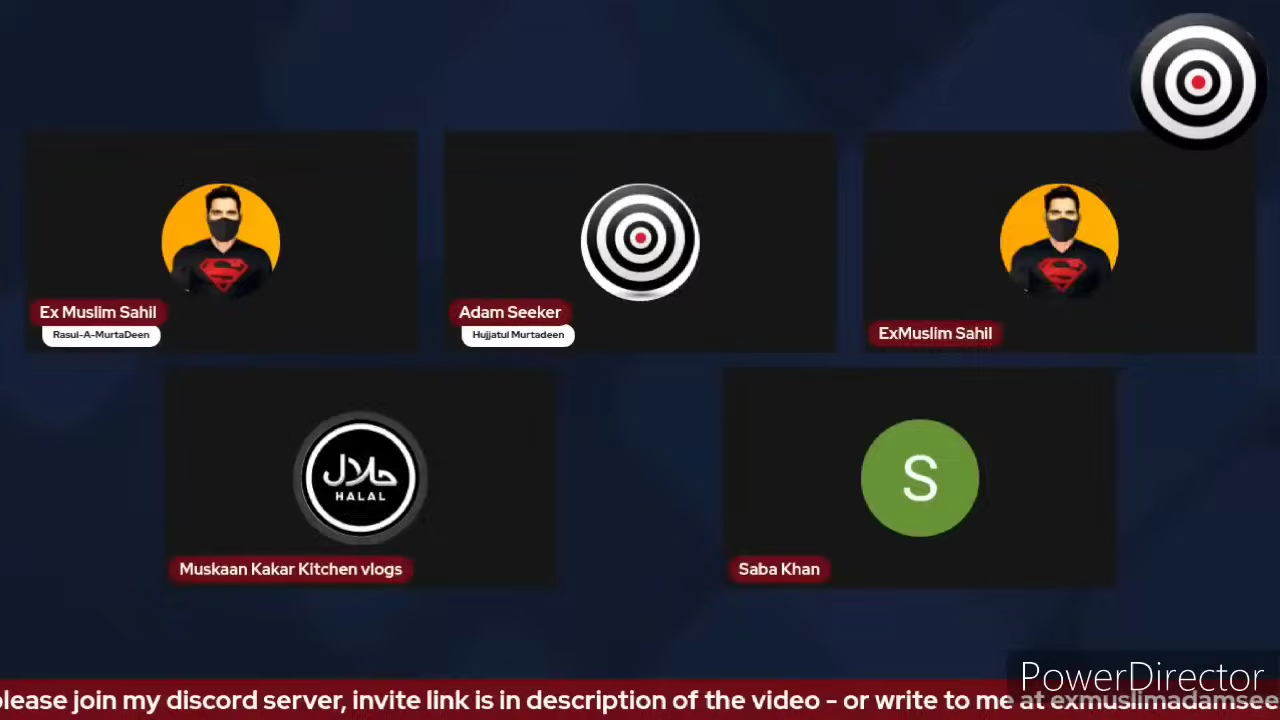 Ex Muslim Sahil
Rasul-A-MurtaDeen
Adam Seeker
Hujjatul Murtadeen
ExMuslim Sahil
حلال
HALAL
Muskaan Kakar Kitchen vlogs
S
Saba Khan
PowerDirector
please join my discord server, invite link is in description of the video - or write to me at exmuslimadamsee